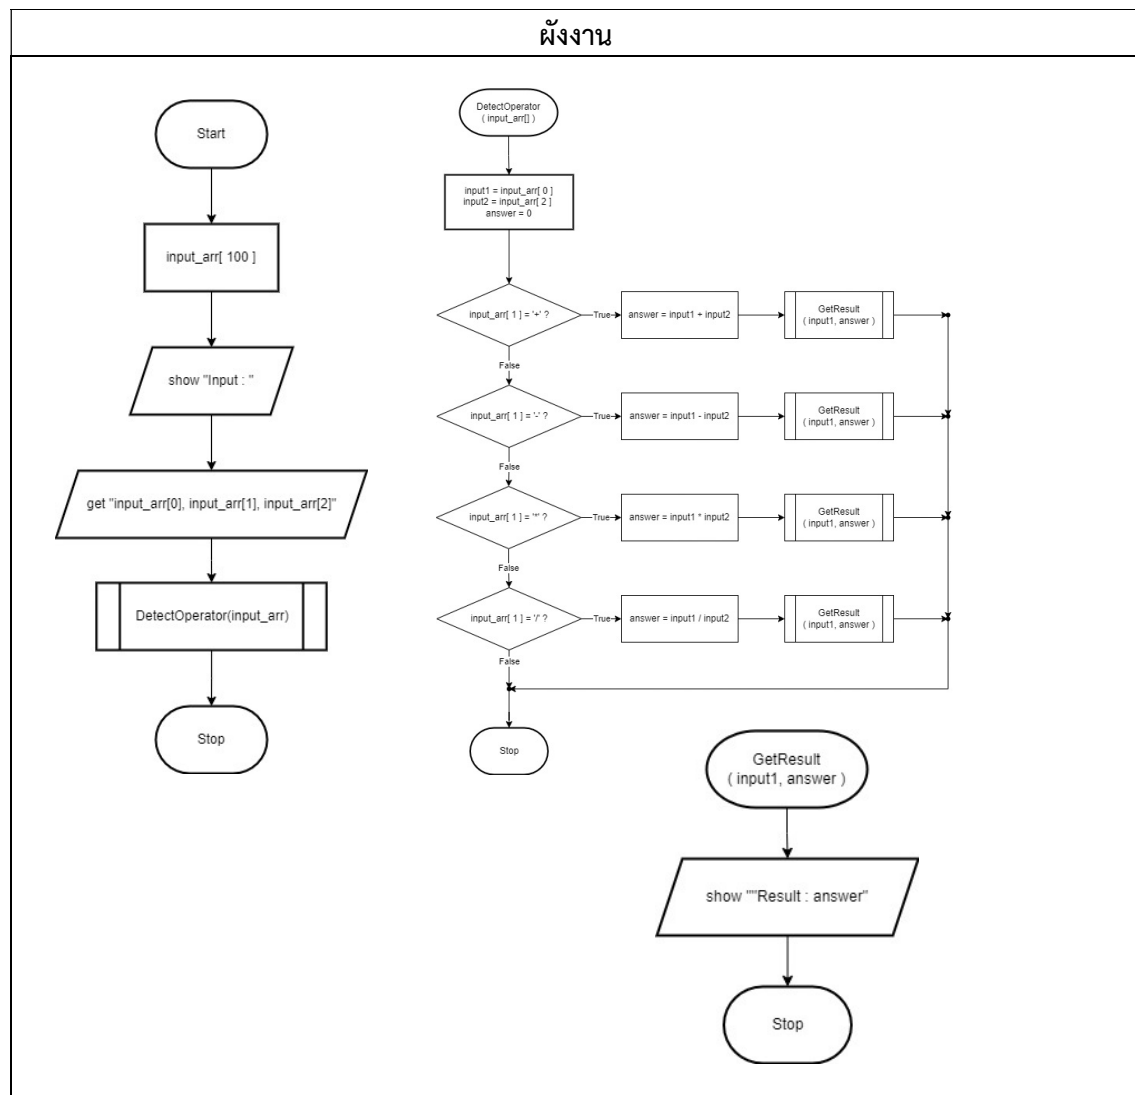 ผังงาน
Start
input_arr[ 100 ]
show "Input : "
get "input_arr[0], input_arr[1], input_arr[2]"
DetectOperator(input_arr)
Stop
DetectOperator
( input_arr[] )
input1 = input_arr[ 0 ]
input2 = input_arr[ 2 ]
answer = 0
input_arr[ 1 ] = '+' ?
True
answer = input1 + input2
GetResult
( input1, answer )
False
input_arr[ 1 ] = '-' ?
True
answer = input1 - input2
GetResult
( input1, answer )
False
input_arr[ 1 ] = '*' ?
True
answer = input1 * input2
GetResult
( input1, answer )
False
input_arr[ 1 ] = '/' ?
True
answer = input1 / input2
GetResult
( input1, answer )
False
Stop
GetResult
( input1, answer )
show ""Result : answer"
Stop